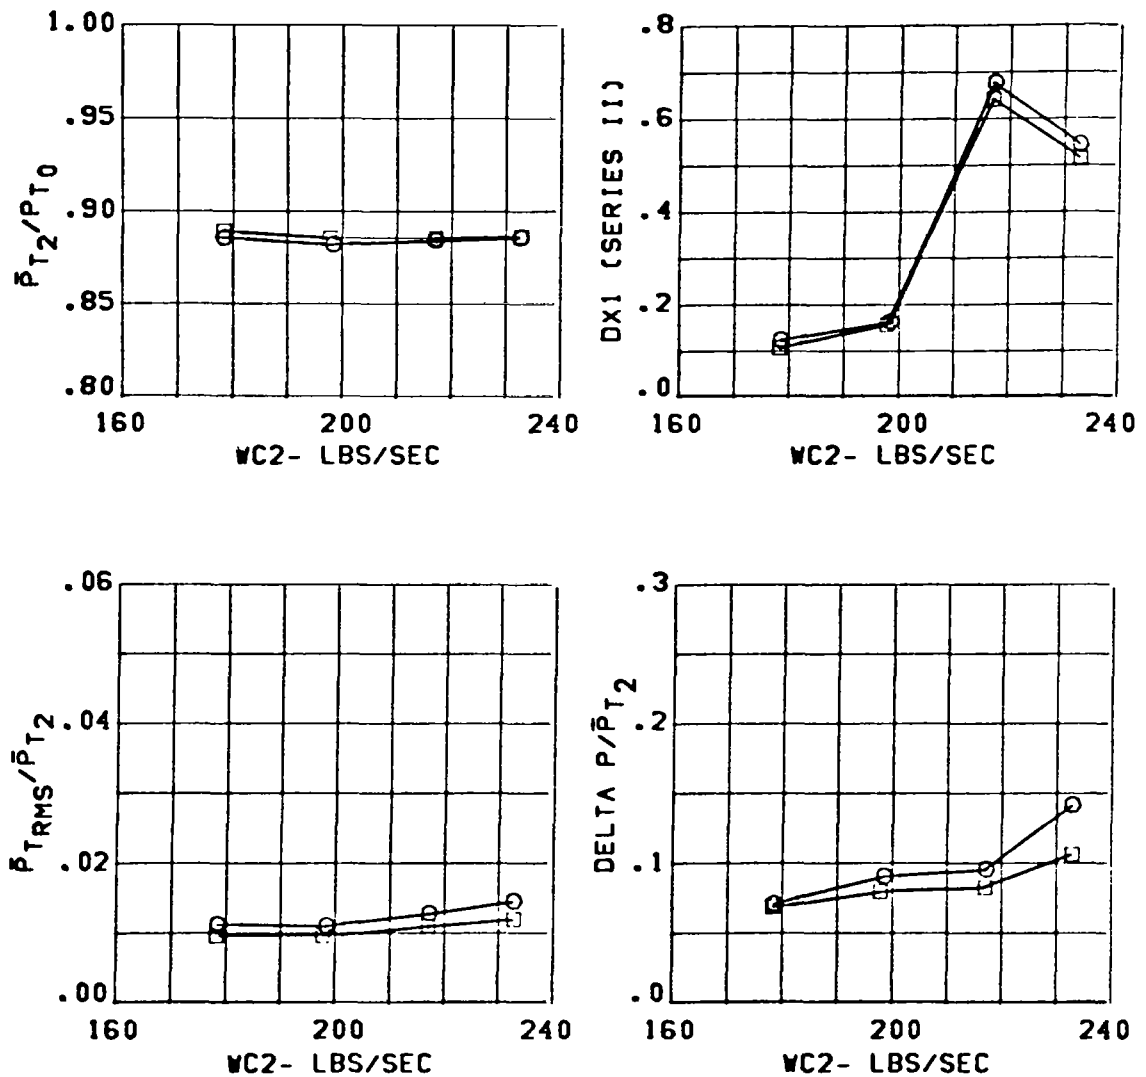 1.00
.95
.90
.85
.80
P̄T2/PT0
160 200 240
WC2- LBS/SEC
.8
.6
.4
.2
.0
DX1 (SERIES II)
160 200 240
WC2- LBS/SEC
.06
.04
.02
.00
P̄TRMS/P̄T2
160 200 240
WC2- LBS/SEC
.3
.2
.1
.0
DELTA P/P̄T2
160 200 240
WC2- LBS/SEC